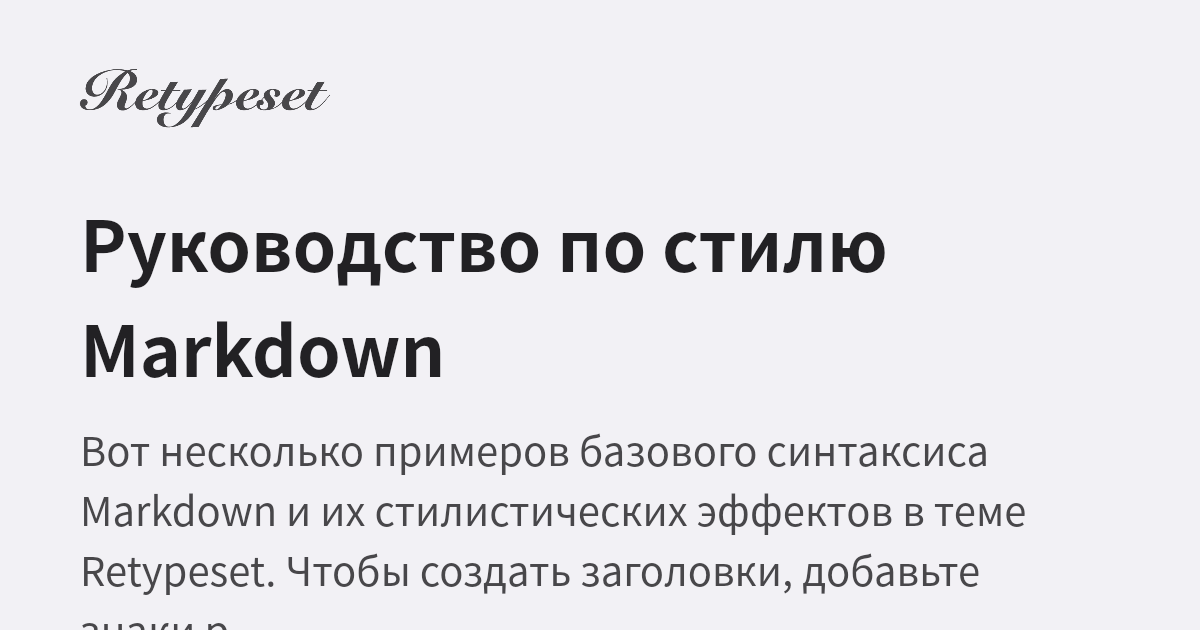 Retypeset
Руководство по стилю
Markdown
Вот несколько примеров базового синтаксиса
Markdown и их стилистических эффектов в теме
Retypeset. Чтобы создать заголовки, добавьте
знаки р